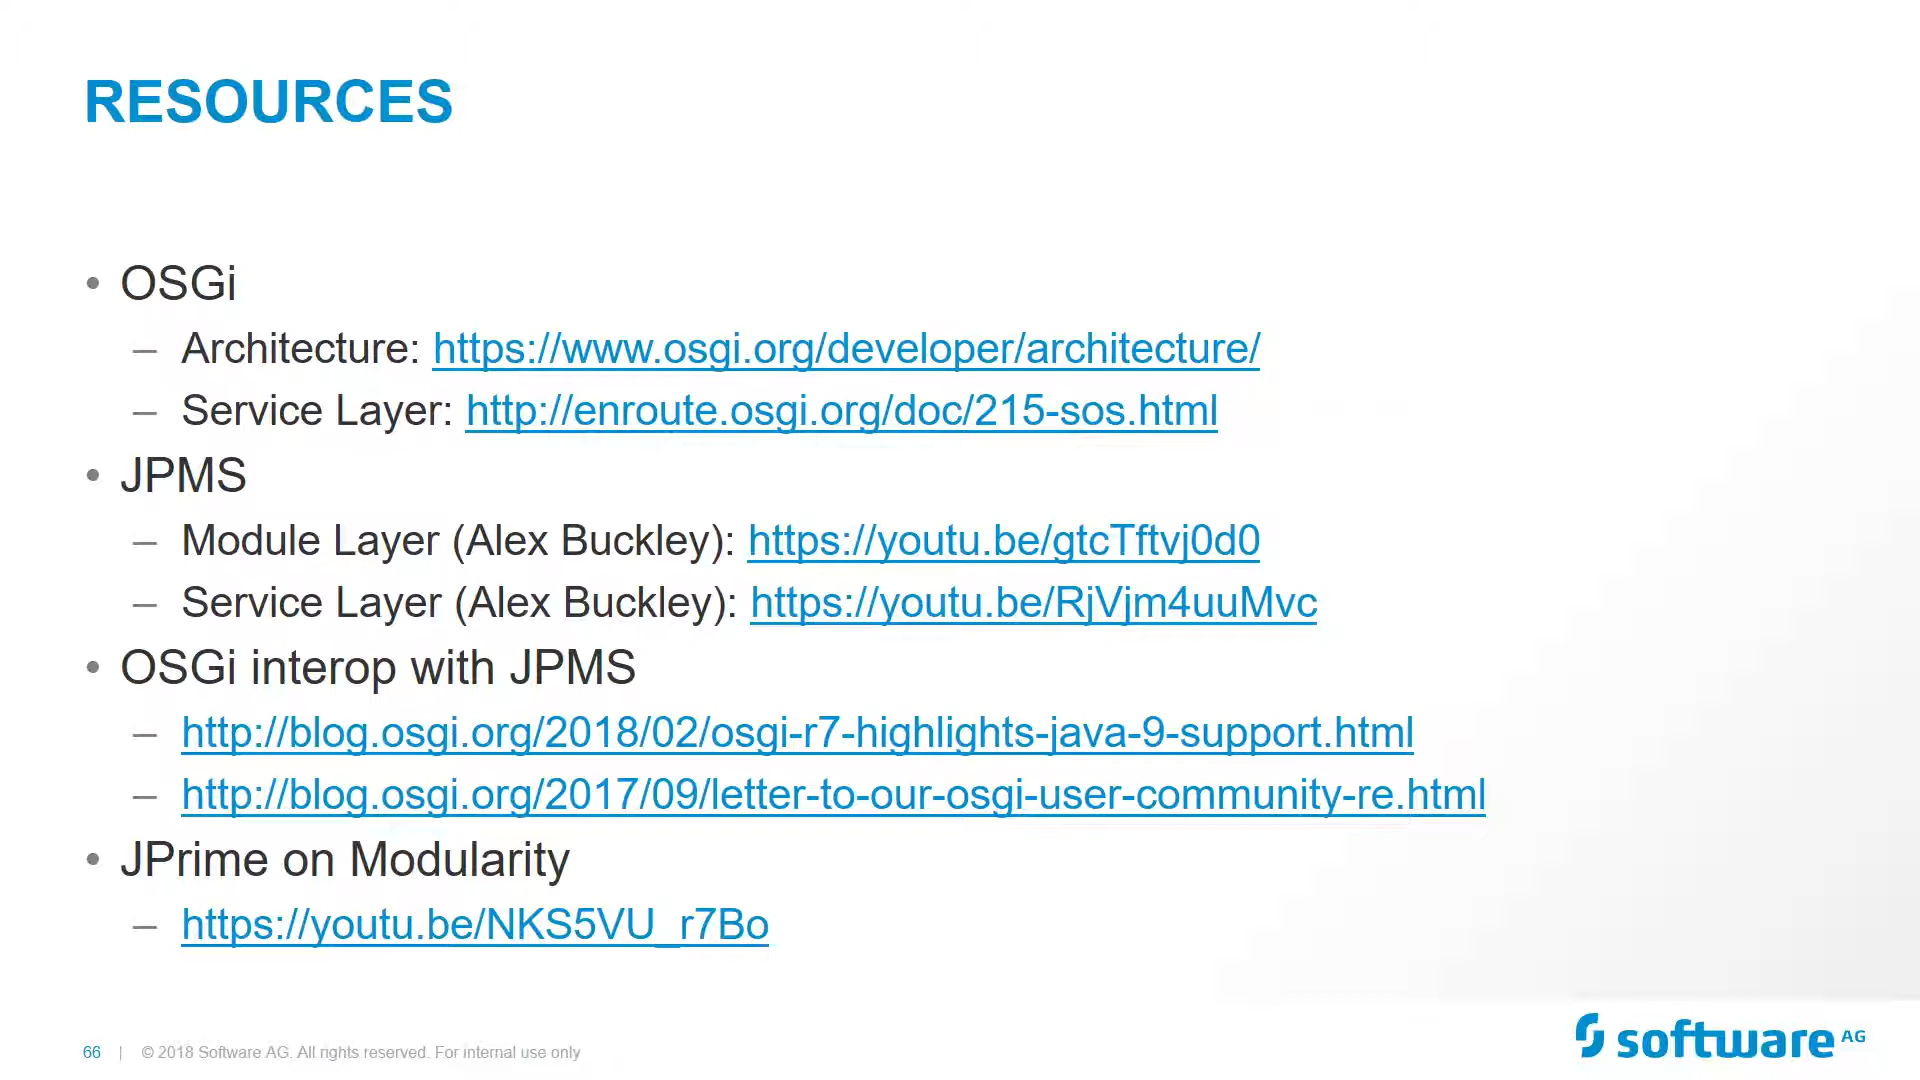 RESOURCES
• OSGi
– Architecture: https://www.osgi.org/developer/architecture/
– Service Layer: http://enroute.osgi.org/doc/215-sos.html
• JPMS
– Module Layer (Alex Buckley): https://youtu.be/gtcTftvj0d0
– Service Layer (Alex Buckley): https://youtu.be/RjVjm4uuMvc
• OSGi interop with JPMS
– http://blog.osgi.org/2018/02/osgi-r7-highlights-java-9-support.html
– http://blog.osgi.org/2017/09/letter-to-our-osgi-user-community-re.html
• JPrime on Modularity
– https://youtu.be/NKS5VU_r7Bo
66 | © 2018 Software AG. All rights reserved. For internal use only
software AG